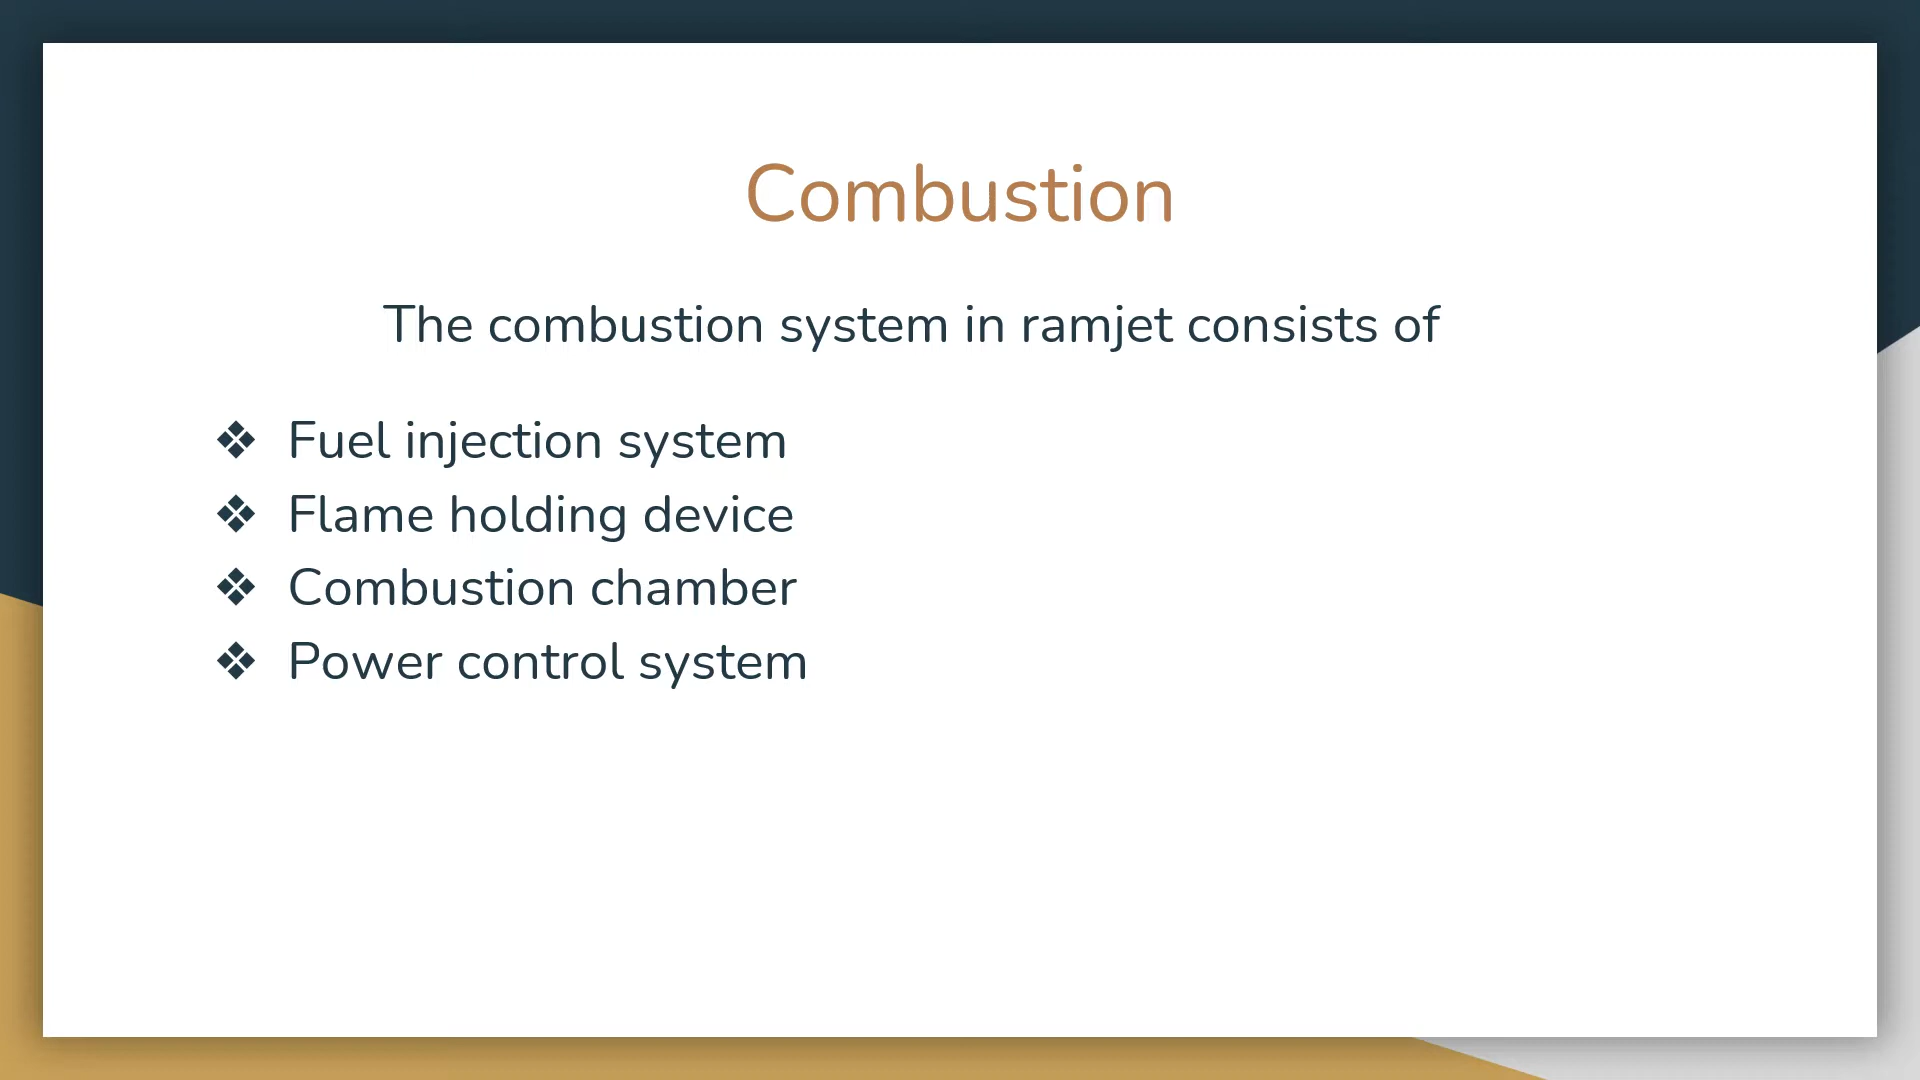 Combustion
The combustion system in ramjet consists of
❖ Fuel injection system
❖ Flame holding device
❖ Combustion chamber
❖ Power control system